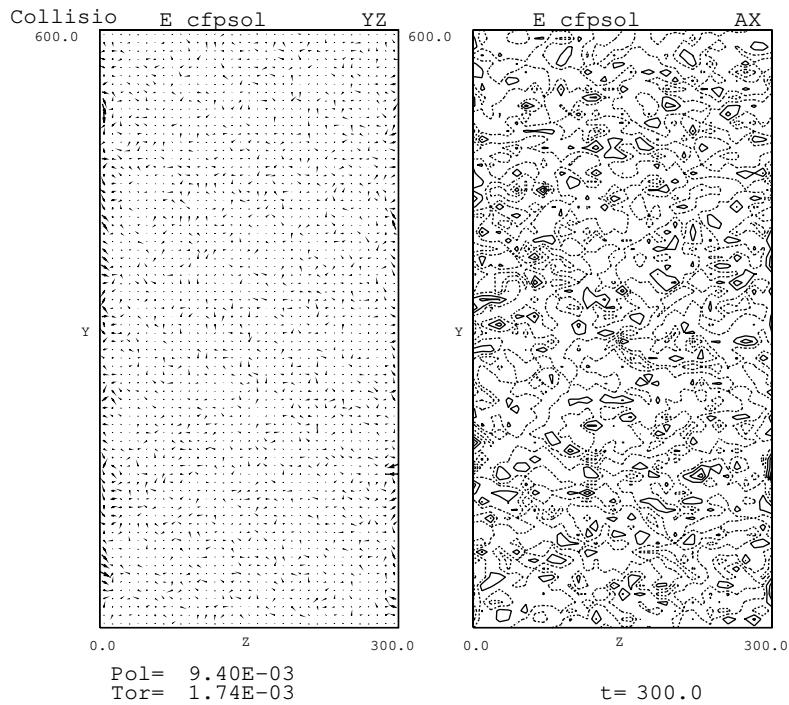 Collisio E cfpsol YZ E cfpsol AX
600.0 600.0
Y Y
0.0 Z 300.0 0.0 Z 300.0
Pol= 9.40E-03
Tor= 1.74E-03 t= 300.0